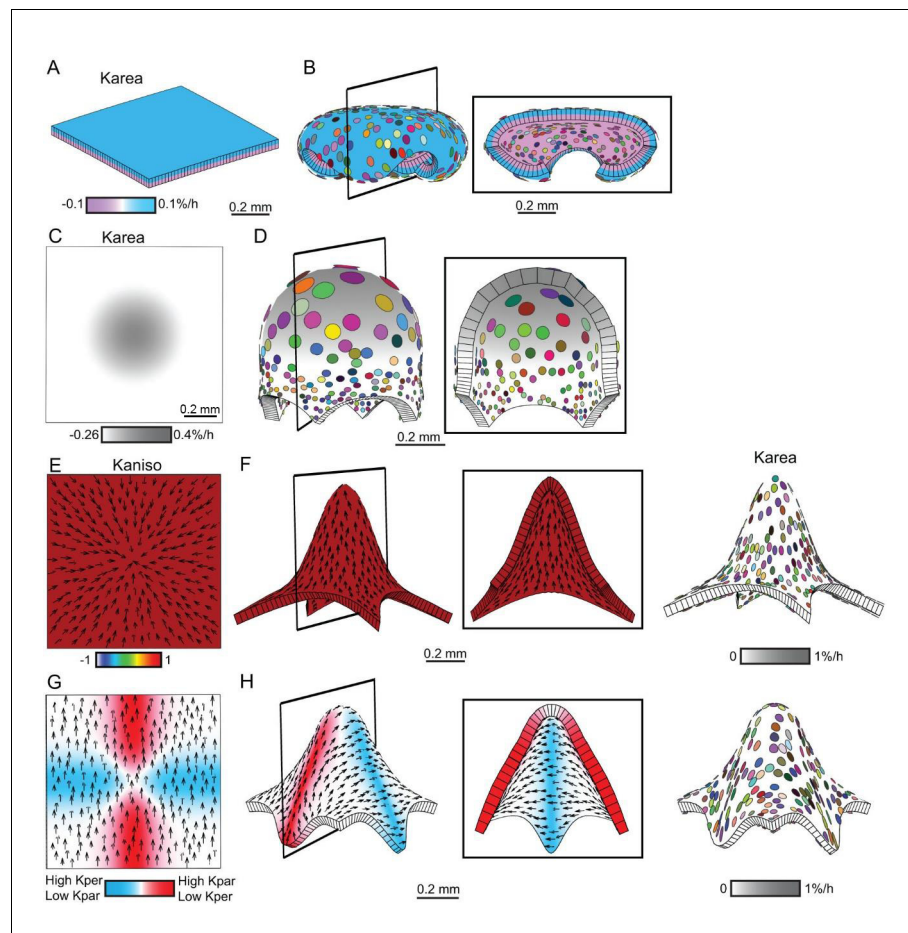 A
B
Karea
-0.1
0.1%/h
0.2 mm
0.2 mm
C
Karea
D
0.2 mm
-0.26
0.4%/h
0.2 mm
E
Kaniso
F
Karea
-1
1
0.2 mm
0
1%/h
G
H
High Kper
Low Kpar
High Kpar
Low Kper
0.2 mm
0
1%/h